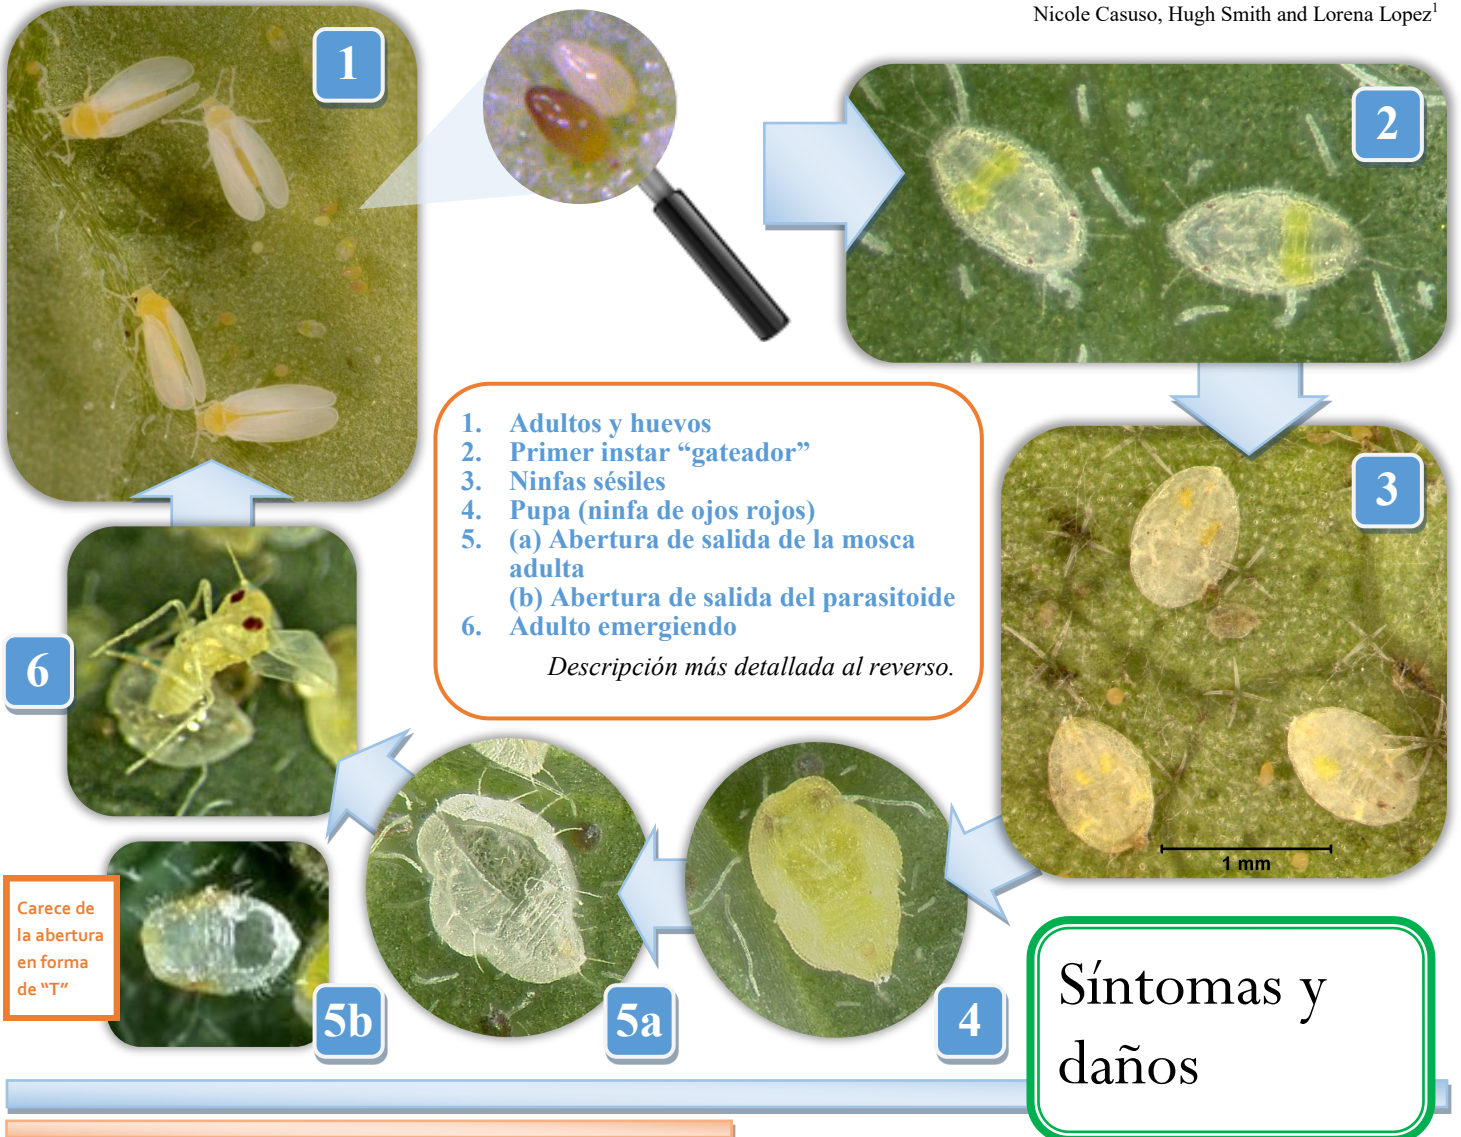 Nicole Casuso, Hugh Smith and Lorena Lopez1
1
2
1. Adultos y huevos
2. Primer instar “gateador”
3. Ninfas sésiles
4. Pupa (ninfa de ojos rojos)
5. (a) Abertura de salida de la mosca
adulta
(b) Abertura de salida del parasitoide
6. Adulto emergiendo
Descripción más detallada al reverso.
3
1 mm
6
Carece de
la abertura
en forma
de “T”
5b
5a
4
Síntomas y
daños